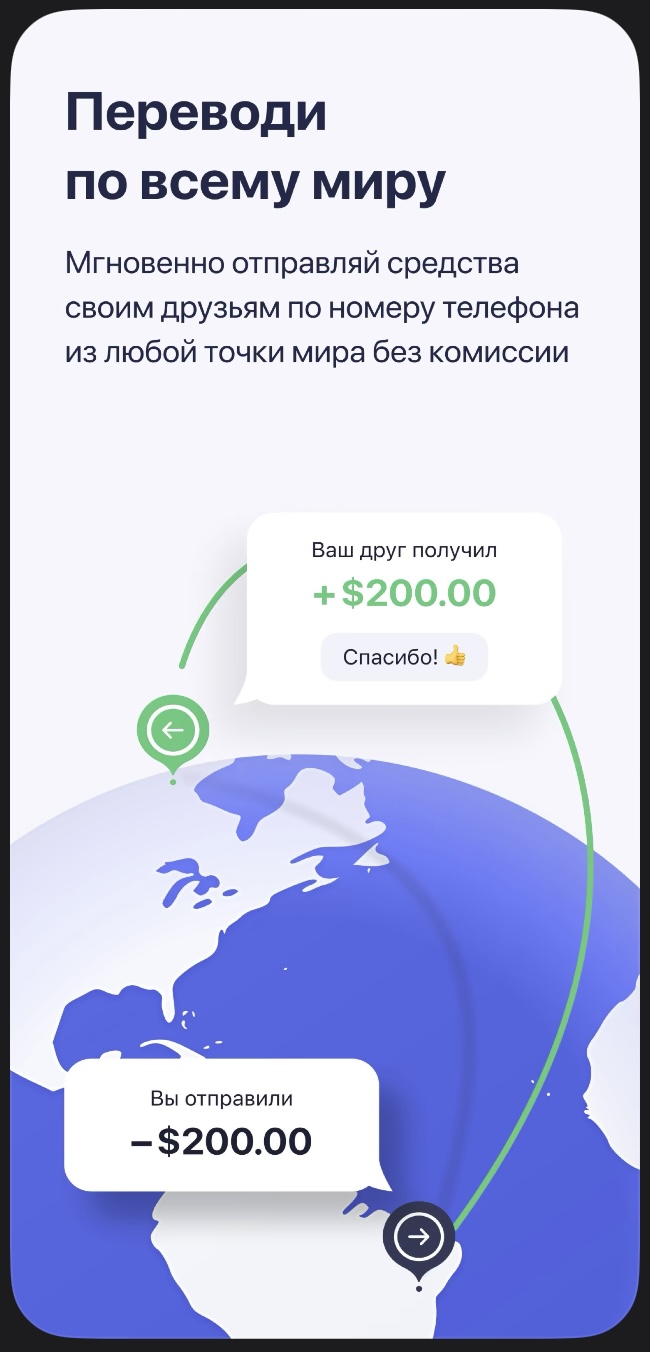 Переводи
по всему миру
Мгновенно отправляй средства
своим друзьям по номеру телефона
из любой точки мира без комиссии
Ваш друг получил
+$200.00
Спасибо! 👍
Вы отправили
–$200.00